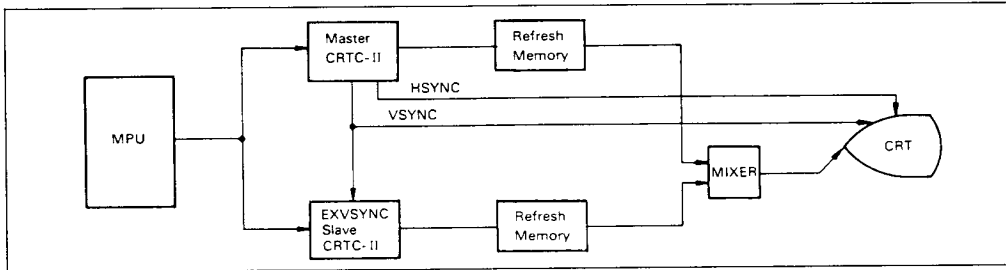 Master
CRTC-II
Refresh
Memory
HSYNC
VSYNC
MPU
CRT
MIXER
EXVSYNC
Slave
CRTC-II
Refresh
Memory